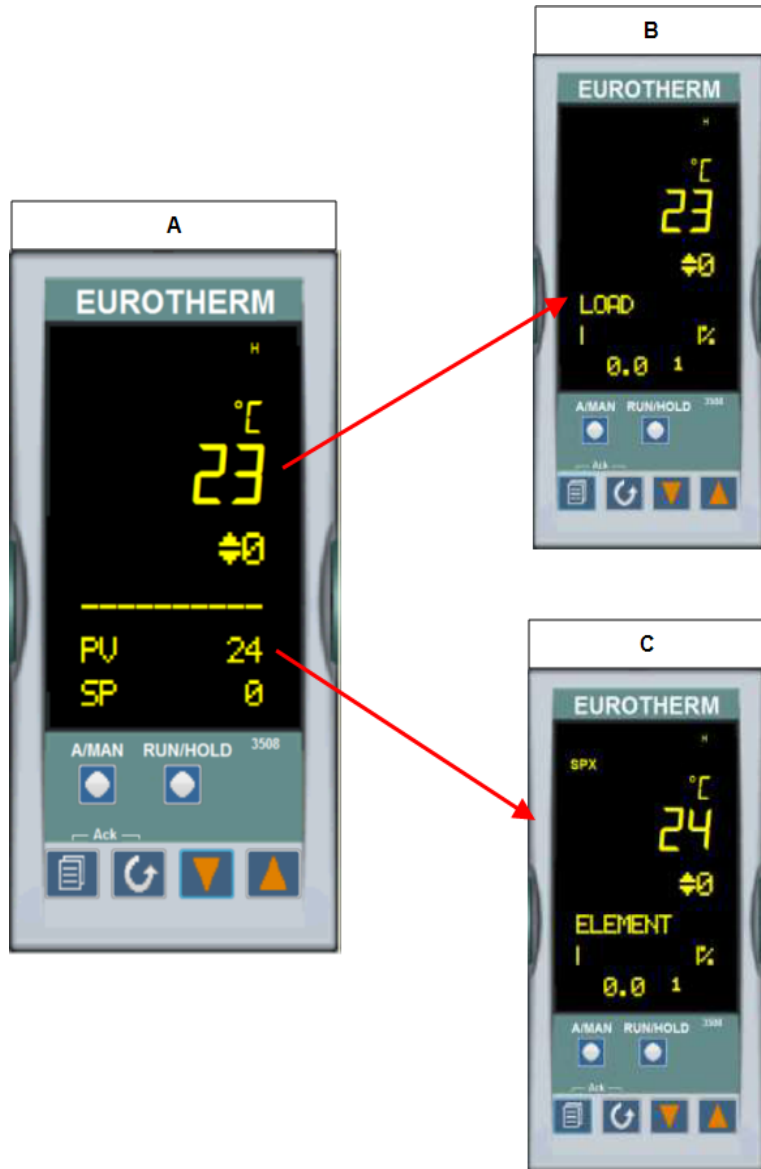 A
EUROTHERM
H
°C
23
0
PV 24
SP 0
A/MAN RUN/HOLD 3508
Ack
B
EUROTHERM
H
°C
23
0
LOAD
%
0.0 1
A/MAN RUN/HOLD 3508
Ack
C
EUROTHERM
H
SPX
°C
24
0
ELEMENT
%
0.0 1
A/MAN RUN/HOLD 3508
Ack